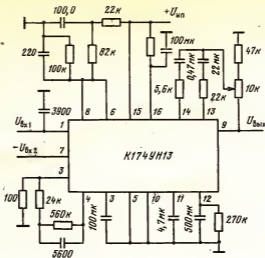 100,0
22к
+Uип
220
100к
82к
100мк
0,47мк
22мк
47к
5,6к
22к
10к
3900
Uвх1
8
6
15
16
14
13
1
9
Uвых
-Uвх2
7
К174УН13
3
4
3
5
10
11
12
100
24к
560к
5600
100мк
4,7мк
500мк
270к